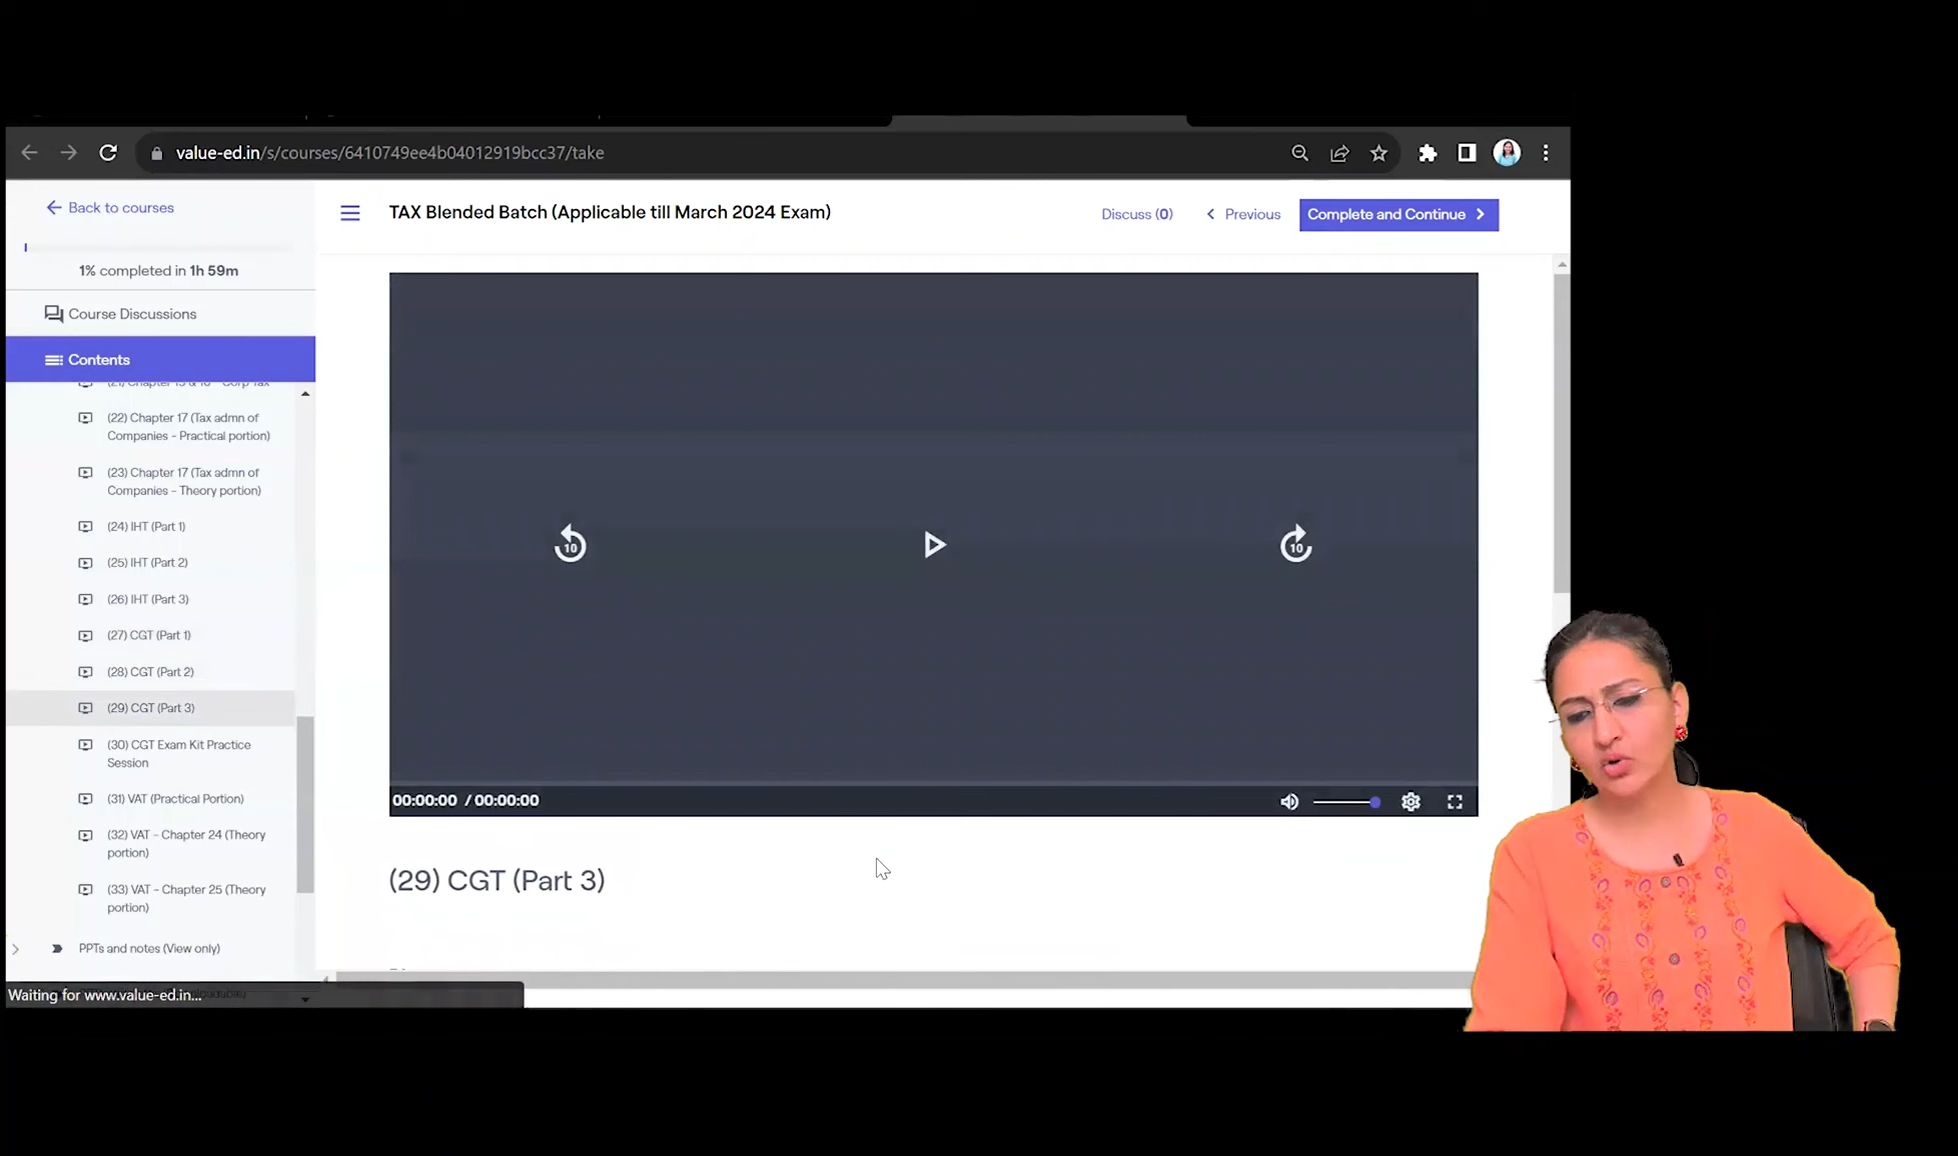 value-ed.in/s/courses/6410749ee4b04012919bcc37/take
Back to courses
1% completed in 1h 59m
Course Discussions
Contents
(21) Chapter 15 & 16 - Corp Tax
(22) Chapter 17 (Tax admn of
Companies - Practical portion)
(23) Chapter 17 (Tax admn of
Companies - Theory portion)
(24) IHT (Part 1)
(25) IHT (Part 2)
(26) IHT (Part 3)
(27) CGT (Part 1)
(28) CGT (Part 2)
(29) CGT (Part 3)
(30) CGT Exam Kit Practice
Session
(31) VAT (Practical Portion)
(32) VAT - Chapter 24 (Theory
portion)
(33) VAT - Chapter 25 (Theory
portion)
PPTs and notes (View only)
Waiting for www.value-ed.in...
TAX Blended Batch (Applicable till March 2024 Exam)
Discuss (0)
Previous
Complete and Continue
10
10
00:00:00 / 00:00:00
(29) CGT (Part 3)